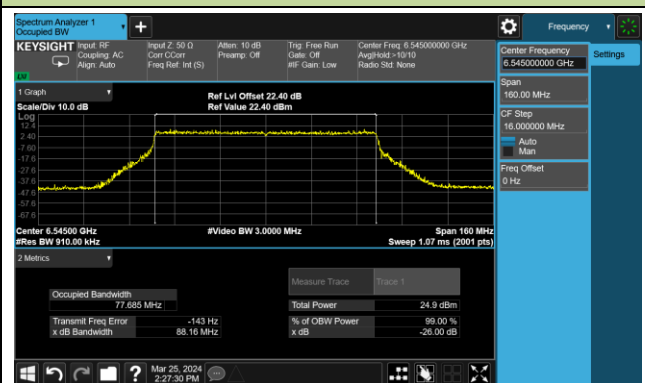 Spectrum Analyzer 1
Occupied BW
Frequency
KEYSIGHT
Input: RF
Coupling: AC
Align: Auto
Input Z: 50 Ω
Corr CCorr
Freq Ref: Int (S)
Atten: 10 dB
Preamp: Off
Trig: Free Run
Gate: Off
#IF Gain: Low
Center Freq: 6.545000000 GHz
Avg|Hold:>10/10
Radio Std: None
Center Frequency
6.545000000 GHz
Settings
Span
160.00 MHz
CF Step
16.000000 MHz
Auto
Man
Freq Offset
0 Hz
1 Graph
Scale/Div 10.0 dB
Ref Lvl Offset 22.40 dB
Ref Value 22.40 dBm
Log
12.4
2.40
-7.60
-17.6
-27.6
-37.6
-47.6
-57.6
-67.6
Center 6.54500 GHz
#Video BW 3.0000 MHz
Span 160 MHz
#Res BW 910.00 kHz
Sweep 1.07 ms (2001 pts)
2 Metrics
Measure Trace
Trace 1
Occupied Bandwidth
77.685 MHz
Total Power
24.9 dBm
Transmit Freq Error
-143 Hz
% of OBW Power
99.00 %
x dB Bandwidth
88.16 MHz
x dB
-26.00 dB
Mar 25, 2024
2:27:30 PM